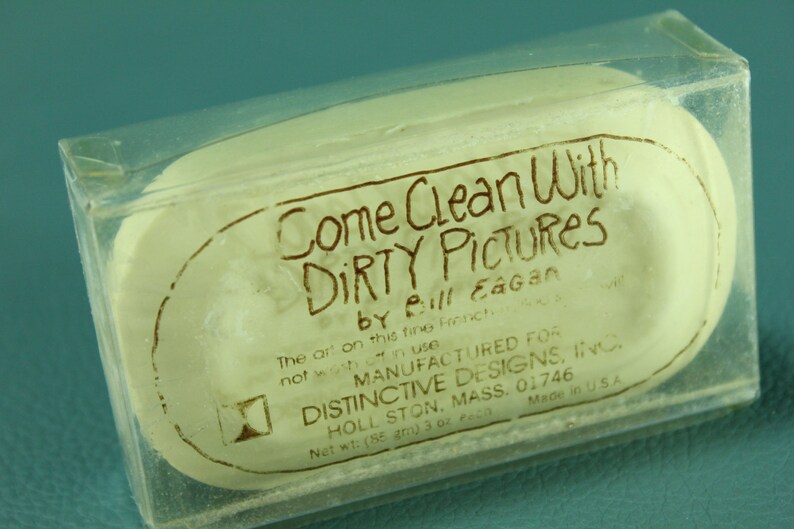 Come Clean With
DiRTY PiCTURES
by Bill Eagan
The art on this fine French will
not wash off in use
MANUFACTURED FOR
DISTINCTIVE DESIGNS, INC.
HOLLISTON, MASS. 01746
Net wt: (85 gm) 3 oz each Made in U.S.A